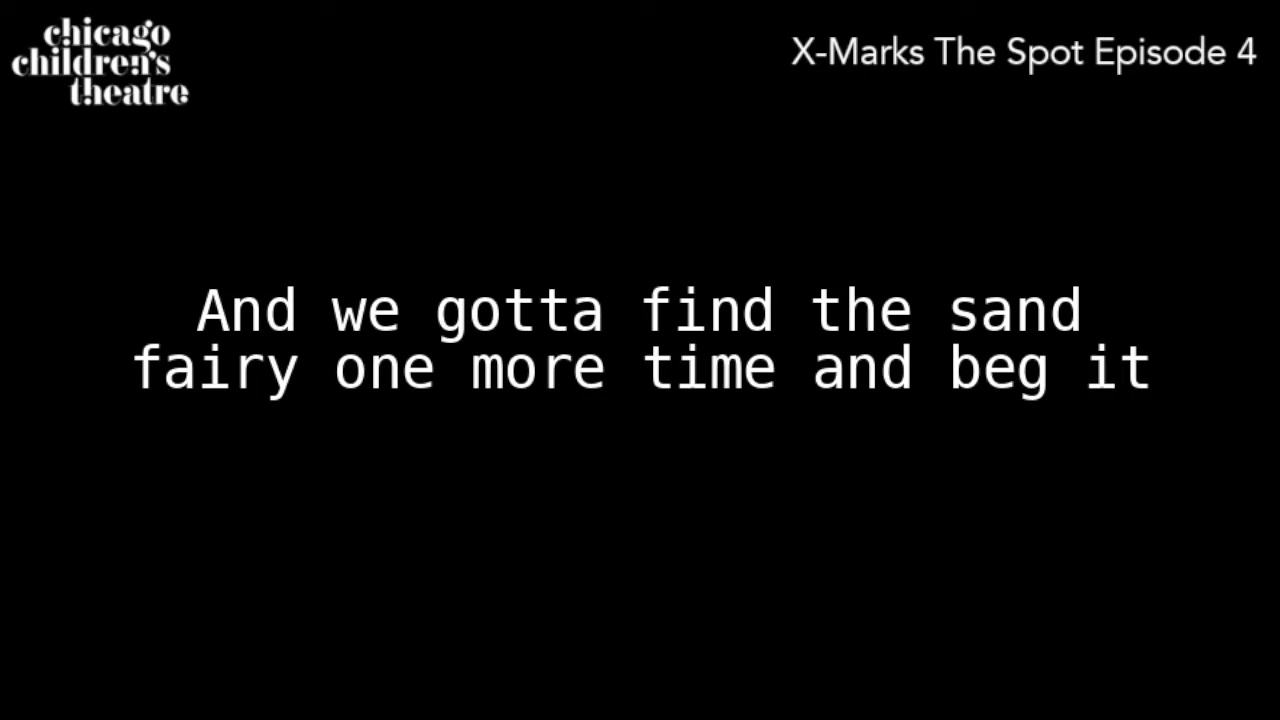 chicago
children's
theatre
X-Marks The Spot Episode 4
And we gotta find the sand
fairy one more time and beg it